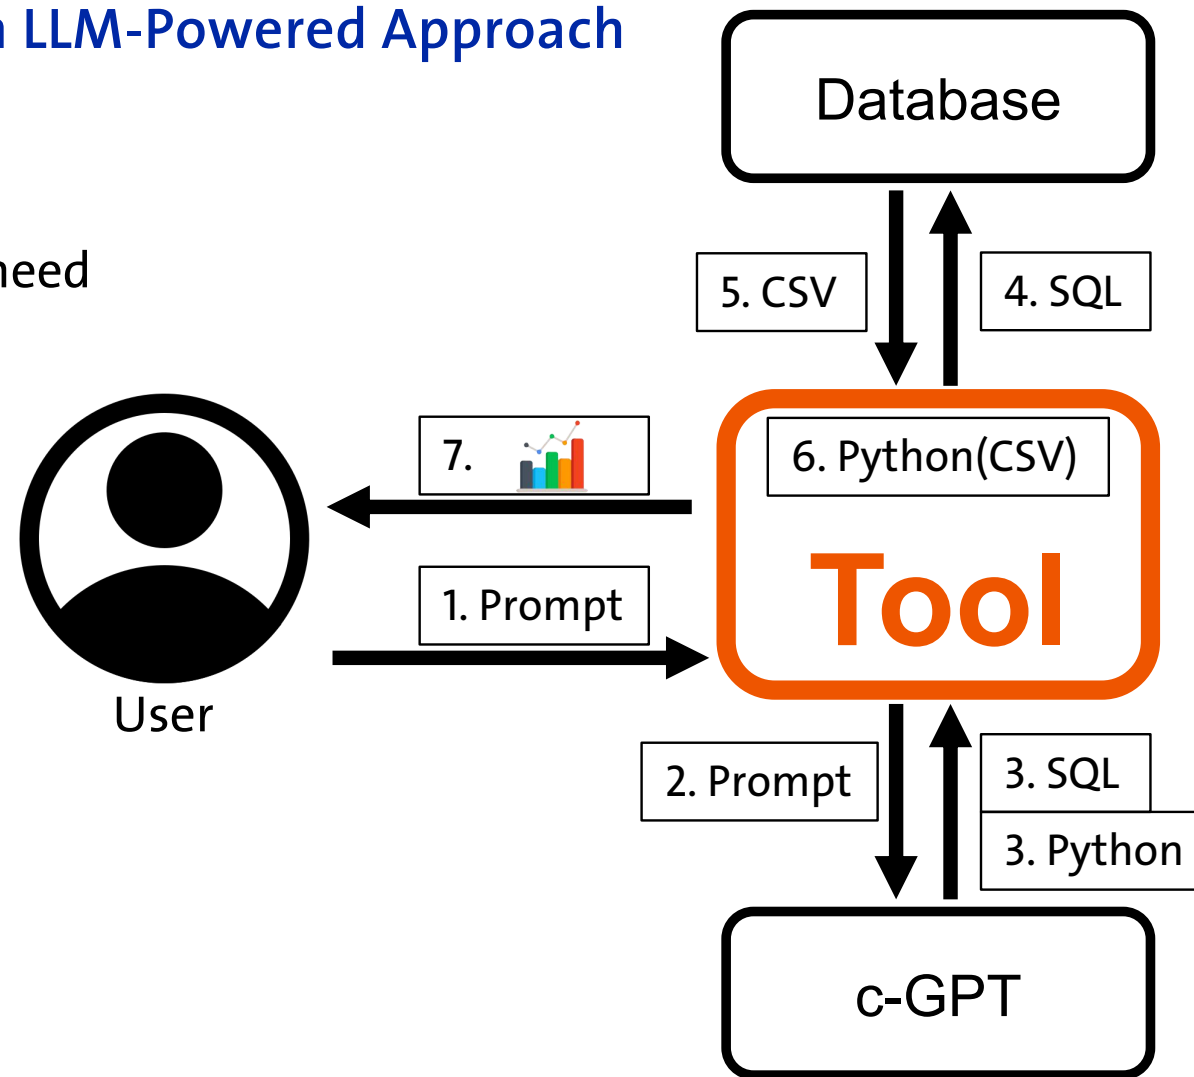 LLM-Powered Approach
Database
need
5. CSV
4. SQL
7.
6. Python(CSV)
Tool
1. Prompt
User
2. Prompt
3. SQL
3. Python
c-GPT